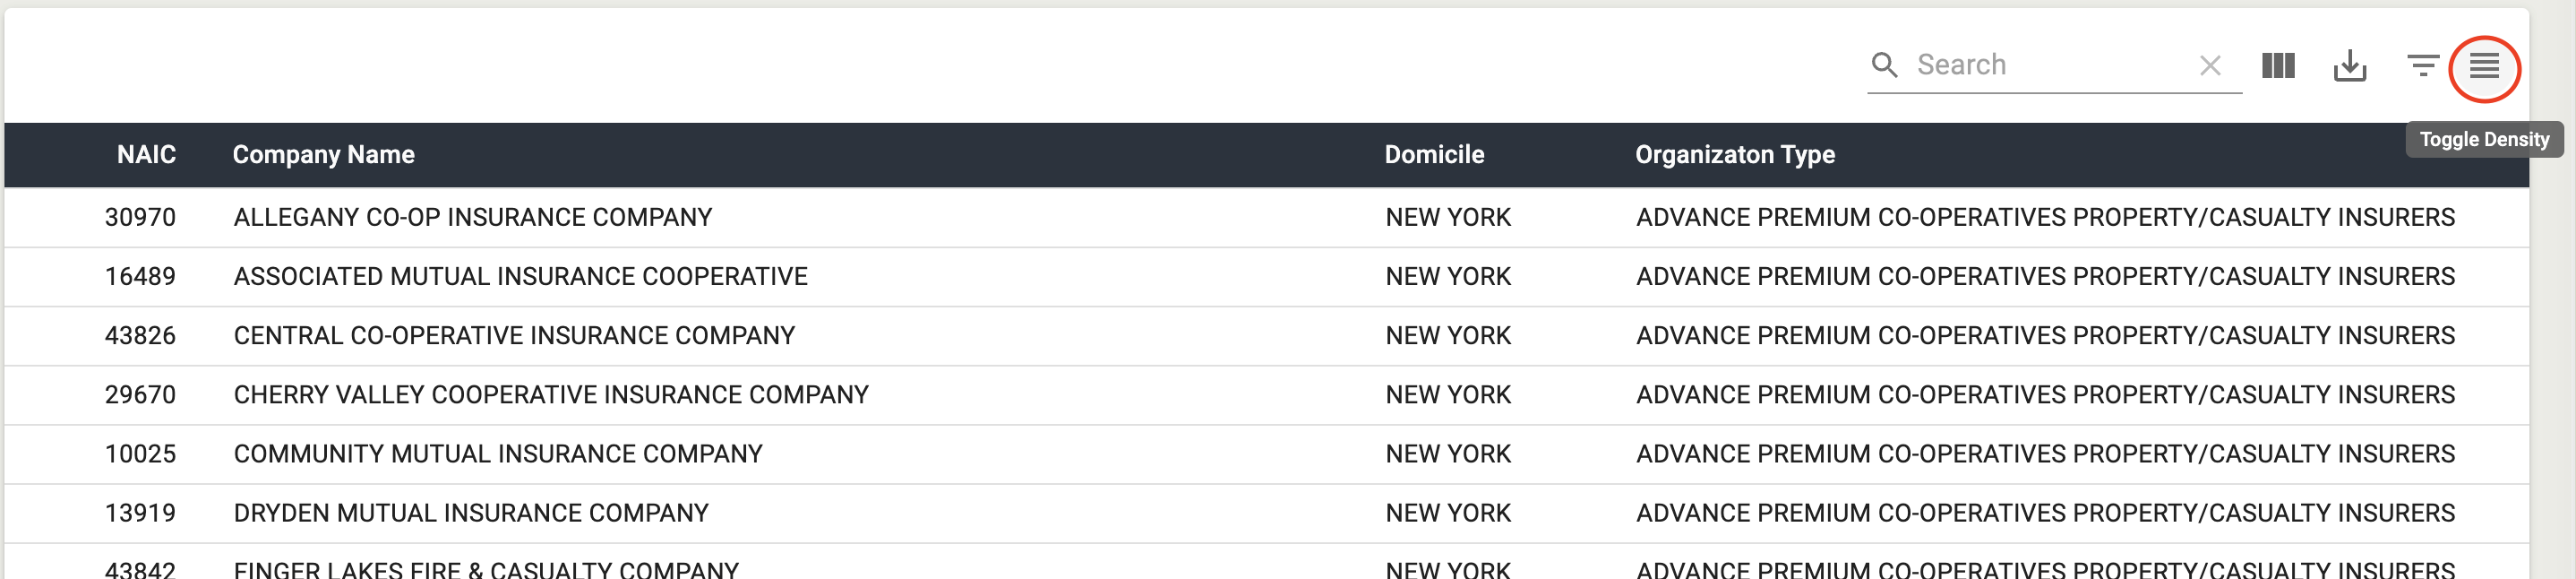 Search
Toggle Density
NAIC Company Name Domicile Organizaton Type
30970 ALLEGANY CO-OP INSURANCE COMPANY NEW YORK ADVANCE PREMIUM CO-OPERATIVES PROPERTY/CASUALTY INSURERS
16489 ASSOCIATED MUTUAL INSURANCE COOPERATIVE NEW YORK ADVANCE PREMIUM CO-OPERATIVES PROPERTY/CASUALTY INSURERS
43826 CENTRAL CO-OPERATIVE INSURANCE COMPANY NEW YORK ADVANCE PREMIUM CO-OPERATIVES PROPERTY/CASUALTY INSURERS
29670 CHERRY VALLEY COOPERATIVE INSURANCE COMPANY NEW YORK ADVANCE PREMIUM CO-OPERATIVES PROPERTY/CASUALTY INSURERS
10025 COMMUNITY MUTUAL INSURANCE COMPANY NEW YORK ADVANCE PREMIUM CO-OPERATIVES PROPERTY/CASUALTY INSURERS
13919 DRYDEN MUTUAL INSURANCE COMPANY NEW YORK ADVANCE PREMIUM CO-OPERATIVES PROPERTY/CASUALTY INSURERS
43842 FINGER LAKES FIRE & CASUALTY COMPANY NEW YORK ADVANCE PREMIUM CO-OPERATIVES PROPERTY/CASUALTY INSURERS